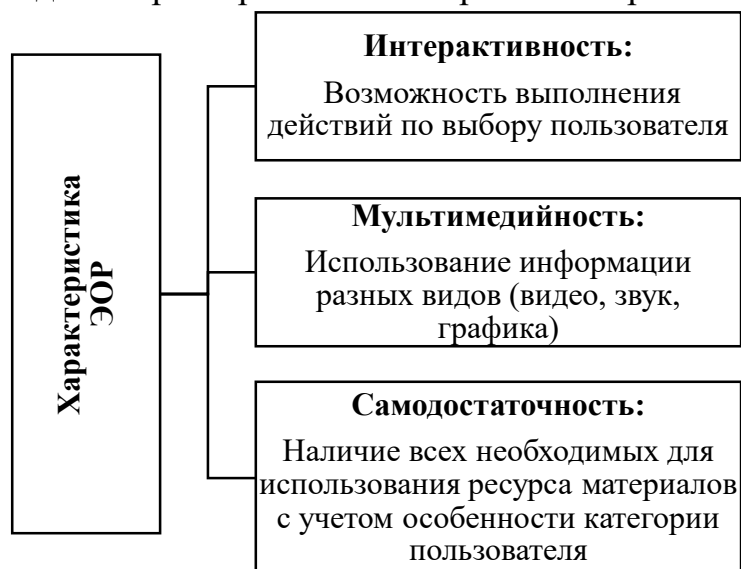 Характеристика
ЭОР
Интерактивность:
Возможность выполнения
действий по выбору пользователя
Мультимедийность:
Использование информации
разных видов (видео, звук,
графика)
Самодостаточность:
Наличие всех необходимых для
использования ресурса материалов
с учетом особенности категории
пользователя